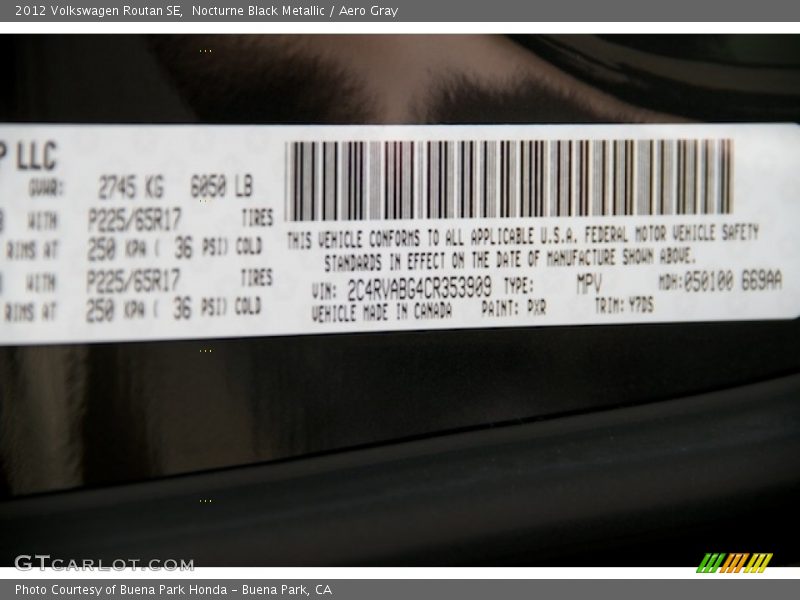 2012 Volkswagen Routan SE, Nocturne Black Metallic / Aero Gray
LLC
GVWR: 2745 KG 6050 LB
WITH P225/65R17 TIRES
RIMS AT 250 KPA ( 36 PSI) COLD
WITH P225/65R17 TIRES
RIMS AT 250 KPA ( 36 PSI) COLD
THIS VEHICLE CONFORMS TO ALL APPLICABLE U.S.A. FEDERAL MOTOR VEHICLE SAFETY
STANDARDS IN EFFECT ON THE DATE OF MANUFACTURE SHOWN ABOVE.
VIN: 2C4RVABG4CR353909 TYPE: MPV MDH:050100 669AA
VEHICLE MADE IN CANADA PAINT: PXR TRIM: Y7DS
GTCARLOT.COM
Photo Courtesy of Buena Park Honda - Buena Park, CA